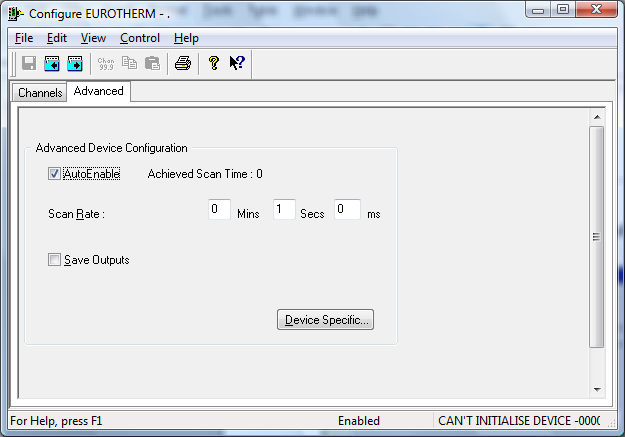 Configure EUROTHERM - .
File Edit View Control Help
Chan
99.9
Channels Advanced
Advanced Device Configuration
AutoEnable Achieved Scan Time : 0
Scan Rate : 0 Mins 1 Secs 0 ms
Save Outputs
Device Specific...
For Help, press F1 Enabled CAN'T INITIALISE DEVICE -0000